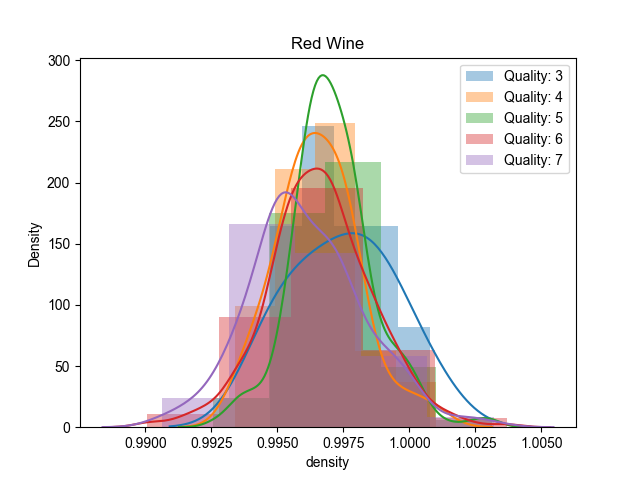 Red Wine
300
250
200
150
100
50
0
Density
Quality: 3
Quality: 4
Quality: 5
Quality: 6
Quality: 7
0.9900 0.9925 0.9950 0.9975 1.0000 1.0025 1.0050
density